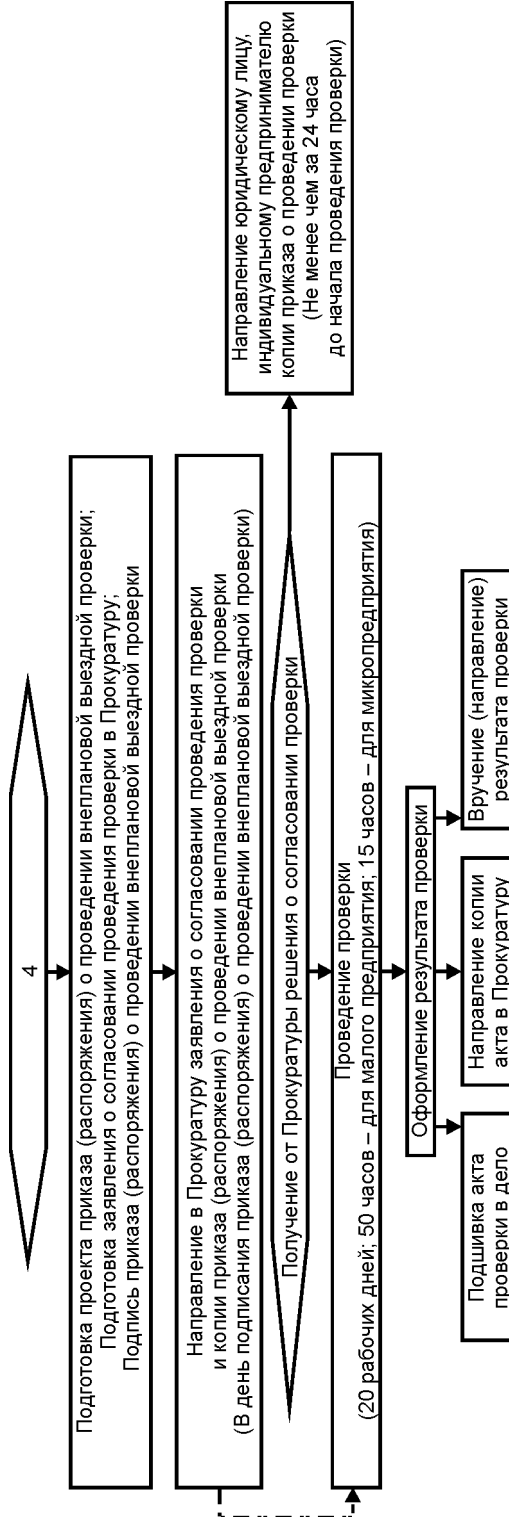 4
Подготовка проекта приказа (распоряжения) о проведении внеплановой выездной проверки;
Подготовка заявления о согласовании проведения проверки в Прокуратуру;
Подпись приказа (распоряжения) о проведении внеплановой выездной проверки
Направление в Прокуратуру заявления о согласовании проведения проверки
и копии приказа (распоряжения) о проведении внеплановой выездной проверки
(В день подписания приказа (распоряжения) о проведении внеплановой выездной проверки)
Получение от Прокуратуры решения о согласовании проверки
Направление юридическому лицу,
индивидуальному предпринимателю
копии приказа о проведении проверки
(Не менее чем за 24 часа
до начала проведения проверки)
Проведение проверки
(20 рабочих дней; 50 часов – для малого предприятия; 15 часов – для микропредприятия)
Оформление результата проверки
Подшивка акта
проверки в дело
Направление копии
акта в Прокуратуру
Вручение (направление)
результата проверки